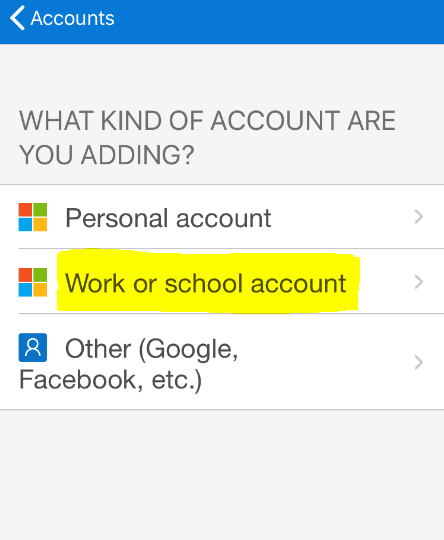 Accounts
WHAT KIND OF ACCOUNT ARE
YOU ADDING?
Personal account
Work or school account
Other (Google,
Facebook, etc.)